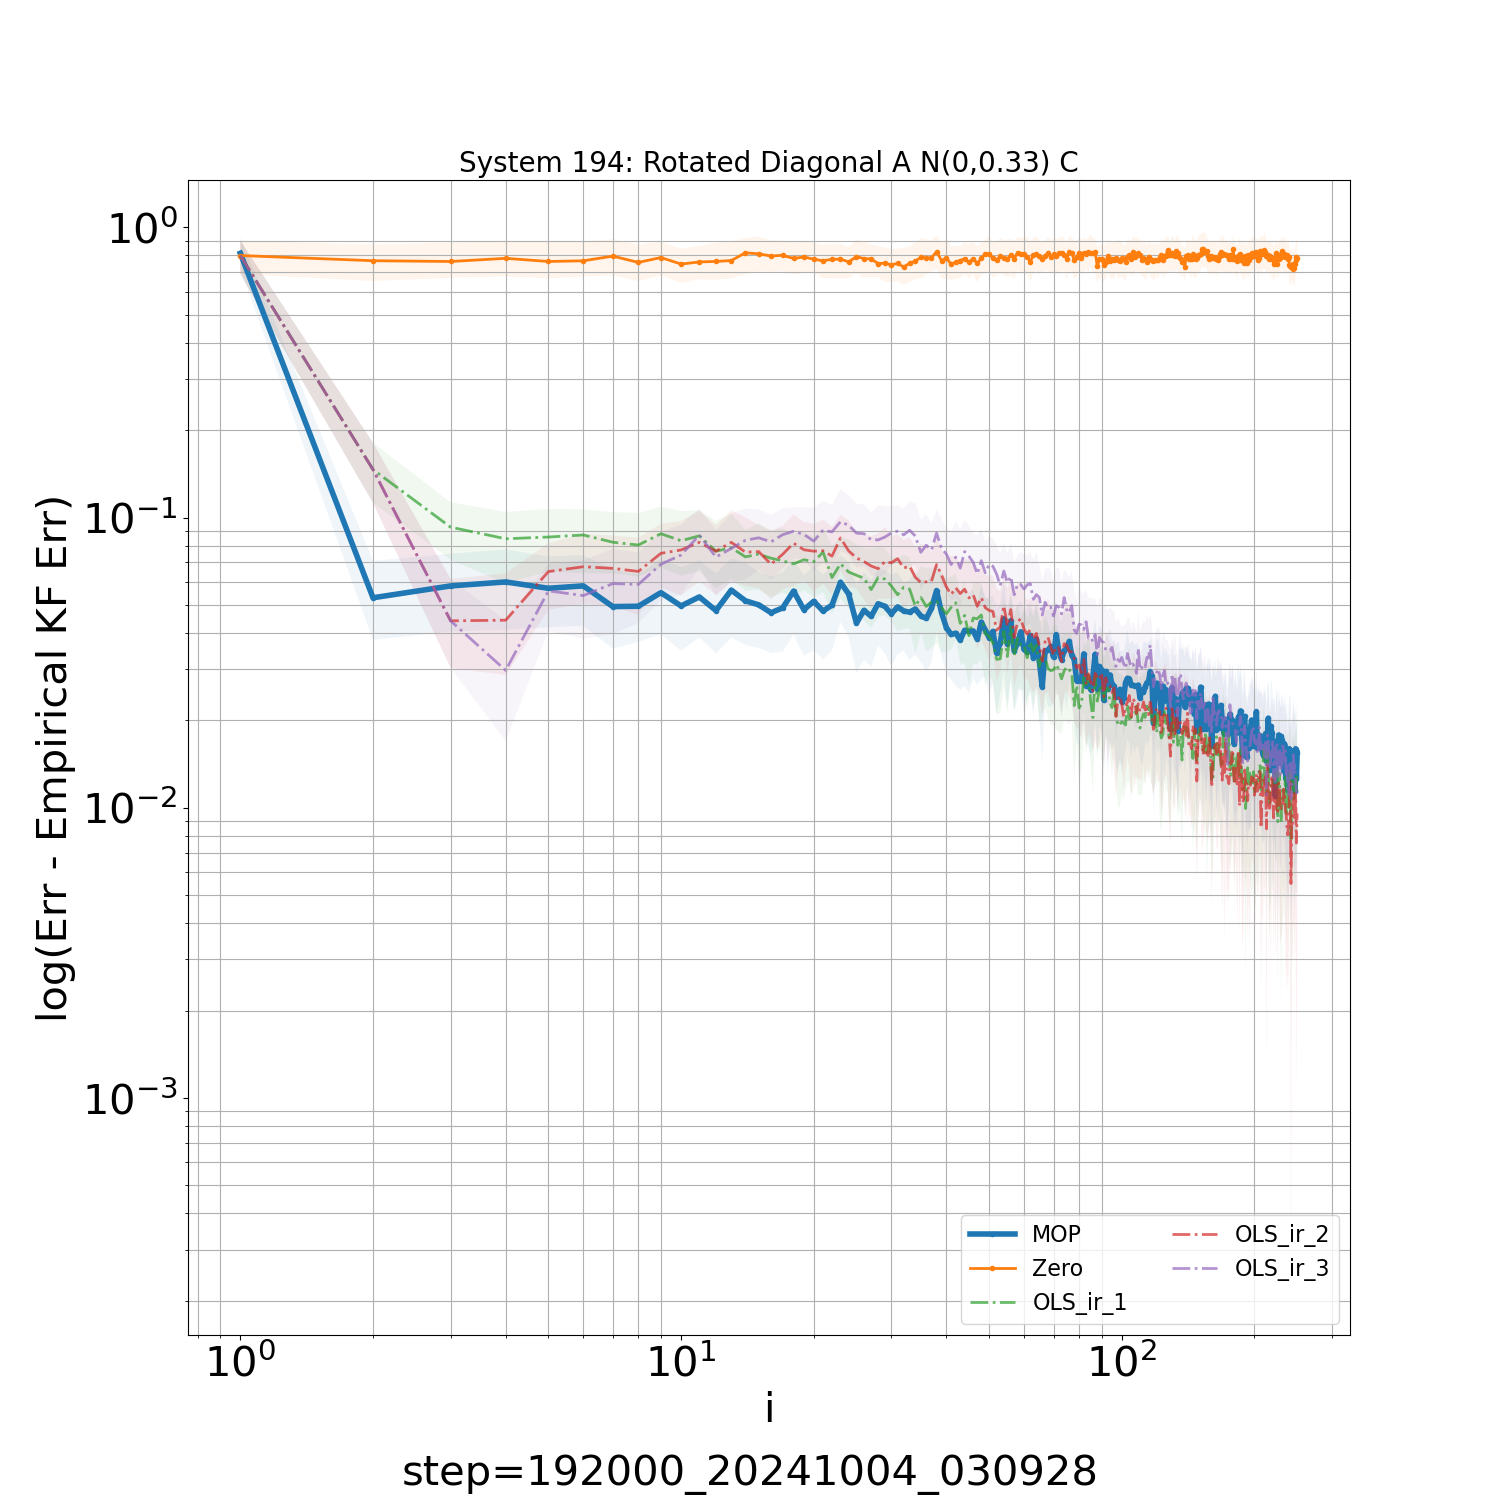 System 194: Rotated Diagonal A N(0,0.33) C
log(Err - Empirical KF Err)
10⁰
10⁻¹
10⁻²
10⁻³
MOP
Zero
OLS_ir_1
OLS_ir_2
OLS_ir_3
10⁰ 10¹ 10²
i
step=192000_20241004_030928